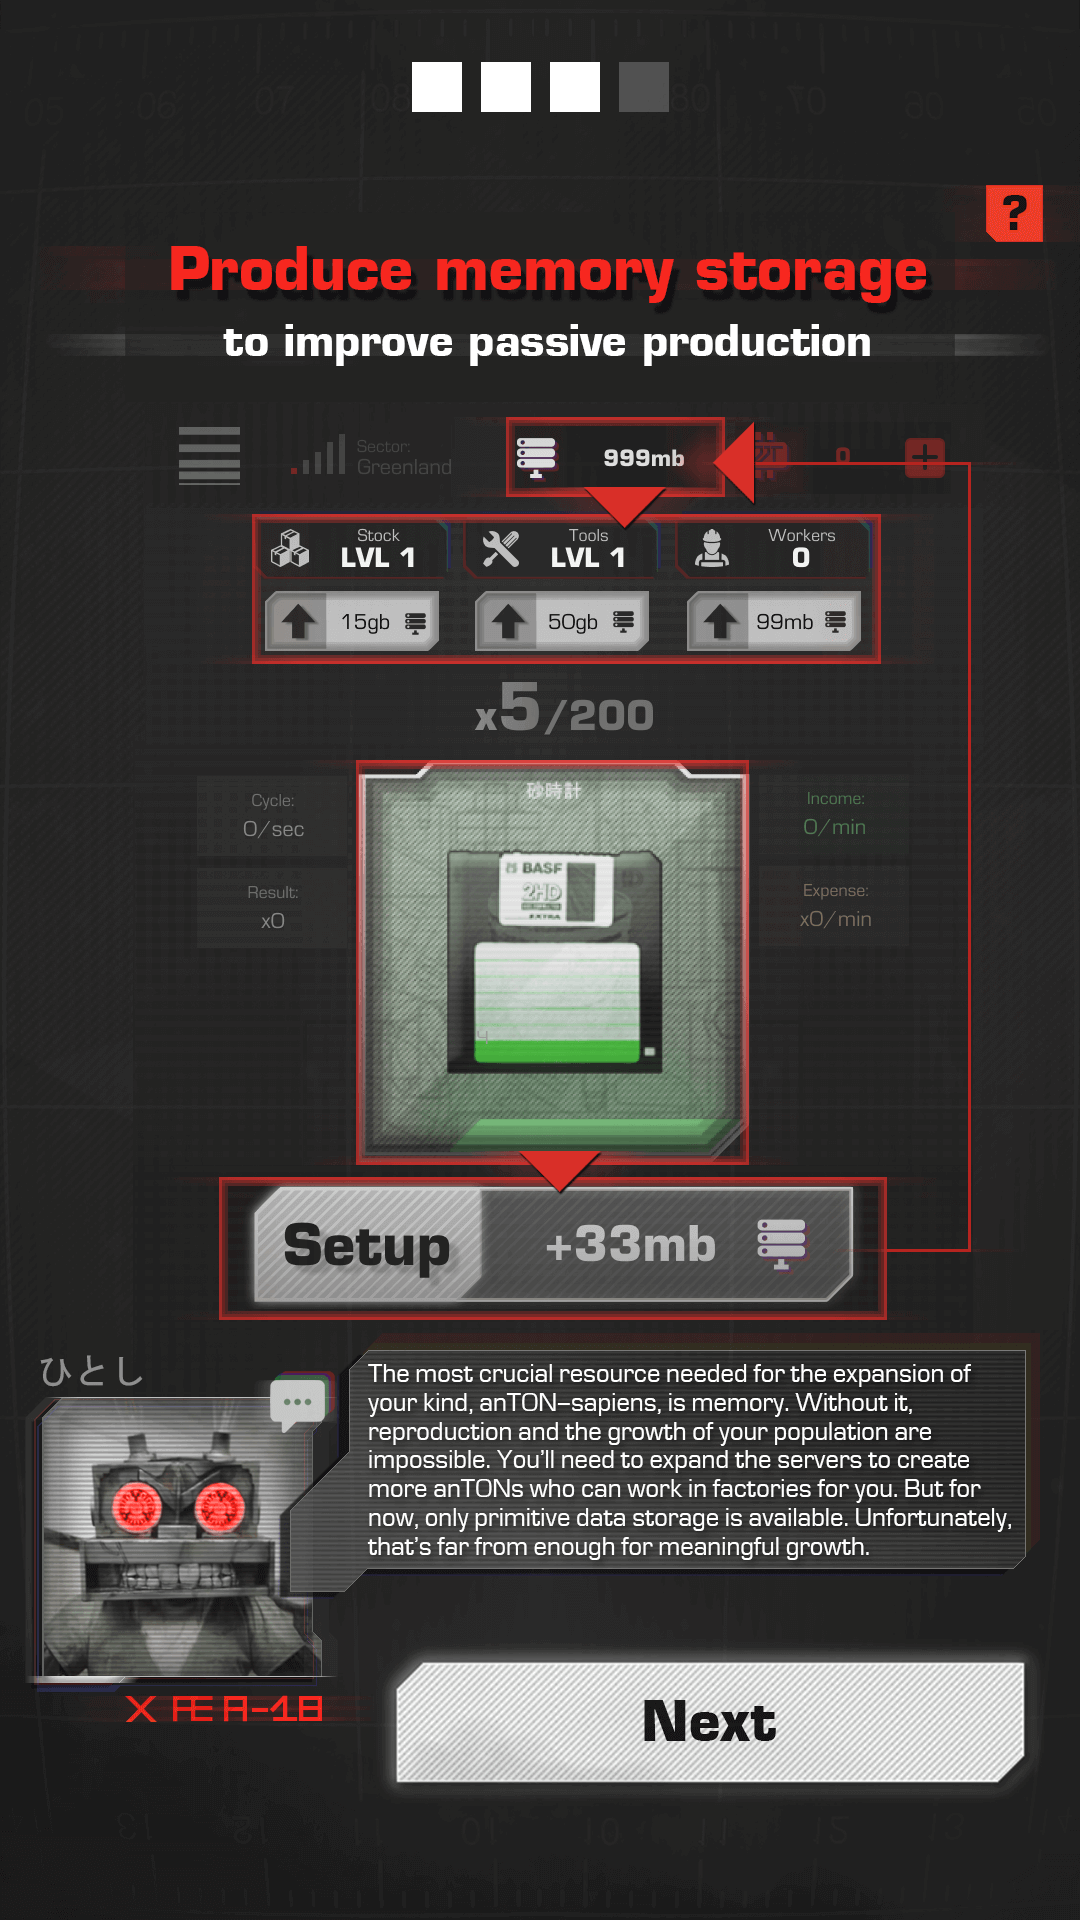 ?
Produce memory storage
to improve passive production
Sector:
Greenland
999mb
0
Stock
LVL 1
Tools
LVL 1
Workers
0
15gb
50gb
99mb
x5/200
Cycle:
0/sec
Result:
x0
Income:
0/min
Expense:
x0/min
砂時計
BASF
2HD
EXTRA
Setup
+33mb
ひとし
The most crucial resource needed for the expansion of
your kind, anTON-sapiens, is memory. Without it,
reproduction and the growth of your population are
impossible. You'll need to expand the servers to create
more anTONs who can work in factories for you. But for
now, only primitive data storage is available. Unfortunately,
that's far from enough for meaningful growth.
X Æ A-18
Next